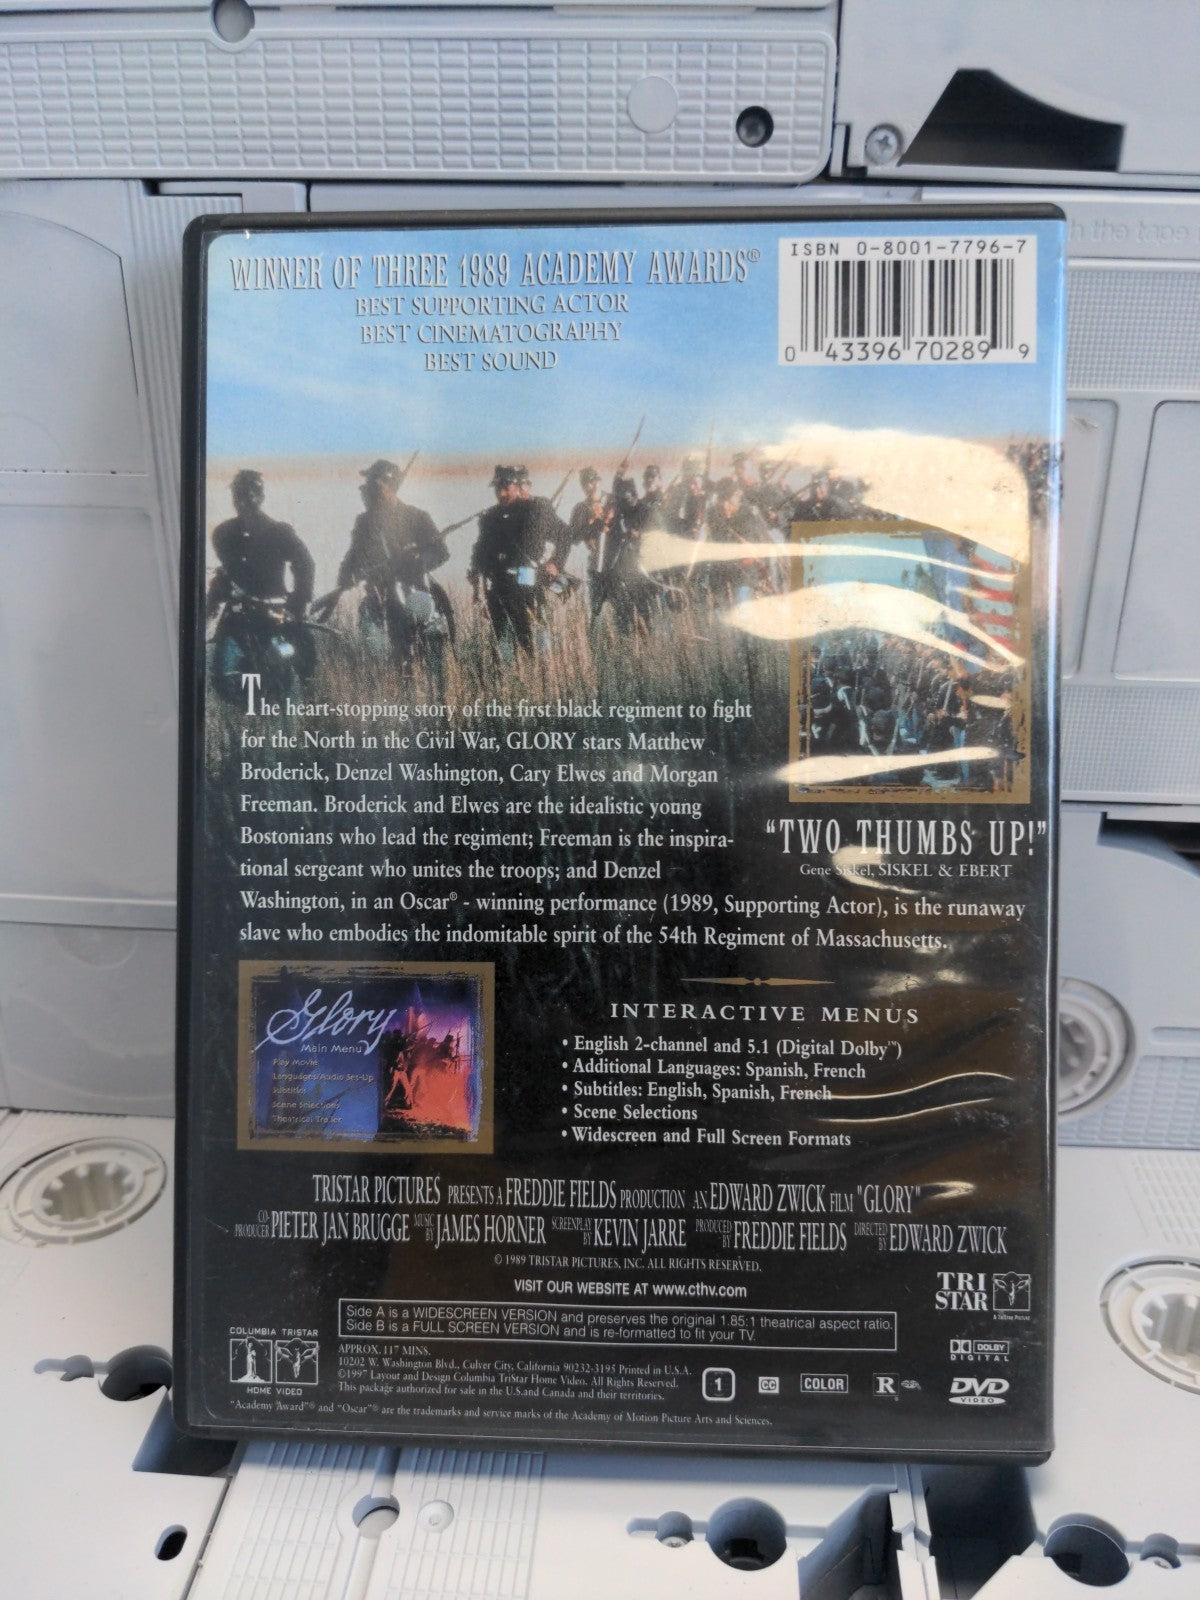 h the tape
WINNER OF THREE 1989 ACADEMY AWARDS®
BEST SUPPORTING ACTOR
BEST CINEMATOGRAPHY
BEST SOUND
ISBN 0-8001-7796-7
0 43396 70289 9
The heart-stopping story of the first black regiment to fight
for the North in the Civil War, GLORY stars Matthew
Broderick, Denzel Washington, Cary Elwes and Morgan
Freeman. Broderick and Elwes are the idealistic young
Bostonians who lead the regiment; Freeman is the inspira-
tional sergeant who unites the troops; and Denzel
Washington, in an Oscar® - winning performance (1989, Supporting Actor), is the runaway
slave who embodies the indomitable spirit of the 54th Regiment of Massachusetts.
"TWO THUMBS UP!"
Gene Siskel, SISKEL & EBERT
Glory
Main Menu
Play Movie
Languages/Audio Set-Up
Subtitles
Scene Selections
Theatrical Trailer
INTERACTIVE MENUS
• English 2-channel and 5.1 (Digital Dolby™)
• Additional Languages: Spanish, French
• Subtitles: English, Spanish, French
• Scene Selections
• Widescreen and Full Screen Formats
TRISTAR PICTURES PRESENTS A FREDDIE FIELDS PRODUCTION AN EDWARD ZWICK FILM "GLORY"
CO-PRODUCER PIETER JAN BRUGGE MUSIC BY JAMES HORNER SCREENPLAY BY KEVIN JARRE PRODUCED BY FREDDIE FIELDS DIRECTED BY EDWARD ZWICK
© 1989 TRISTAR PICTURES, INC. ALL RIGHTS RESERVED.
VISIT OUR WEBSITE AT www.cthv.com
TRI
STAR
Side A is a WIDESCREEN VERSION and preserves the original 1.85:1 theatrical aspect ratio.
Side B is a FULL SCREEN VERSION and is re-formatted to fit your TV.
COLUMBIA TRISTAR
HOME VIDEO
APPROX. 117 MINS.
10202 W. Washington Blvd., Culver City, California 90232-3195 Printed in U.S.A.
©1997 Layout and Design Columbia TriStar Home Video. All Rights Reserved.
This package authorized for sale in the U.S.and Canada and their territories.
"Academy Award"® and "Oscar"® are the trademarks and service marks of the Academy of Motion Picture Arts and Sciences.
1
CC
COLOR
R
DOLBY
DIGITAL
DVD
VIDEO